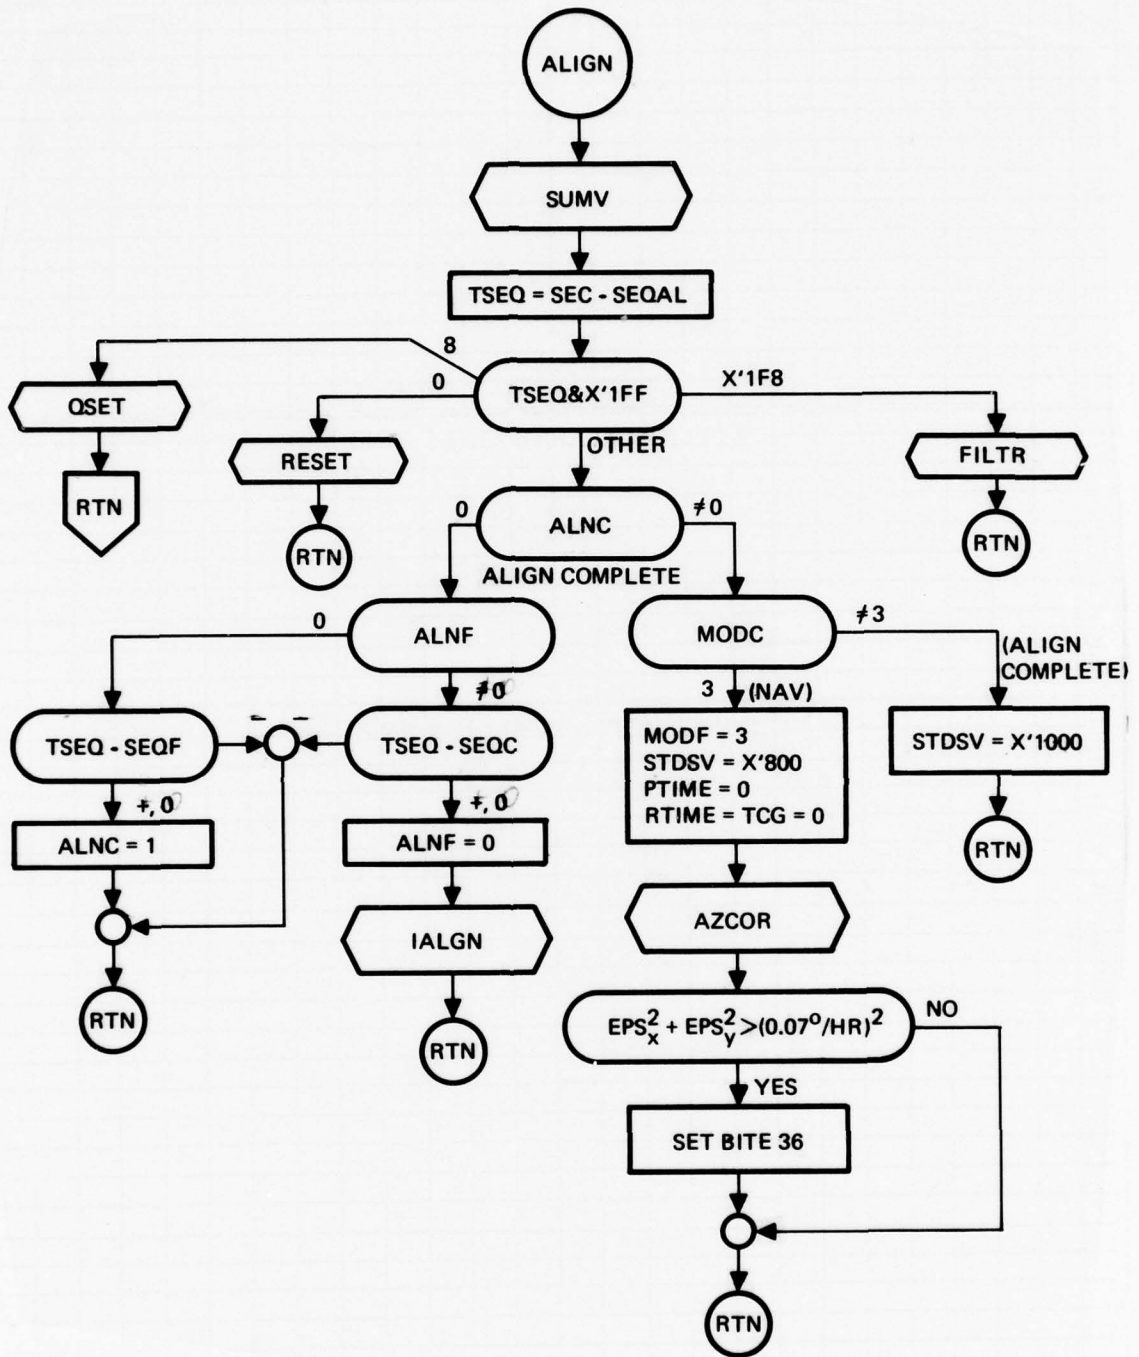 ALIGN
SUMV
TSEQ = SEC - SEQAL
8
0
TSEQ&X'1FF
X'1F8
OTHER
QSET
RTN
RESET
RTN
FILTR
RTN
0
ALNC
≠0
ALIGN COMPLETE
0
ALNF
≠0
MODC
≠3
(ALIGN
COMPLETE)
3
(NAV)
TSEQ - SEQF
- -
TSEQ - SEQC
+, 0
+, 0
MODF = 3
STDSV = X'800
PTIME = 0
RTIME = TCG = 0
STDSV = X'1000
RTN
ALNC = 1
ALNF = 0
IALGN
AZCOR
RTN
RTN
EPS²x + EPS²y >(0.07°/HR)²
NO
YES
SET BITE 36
RTN